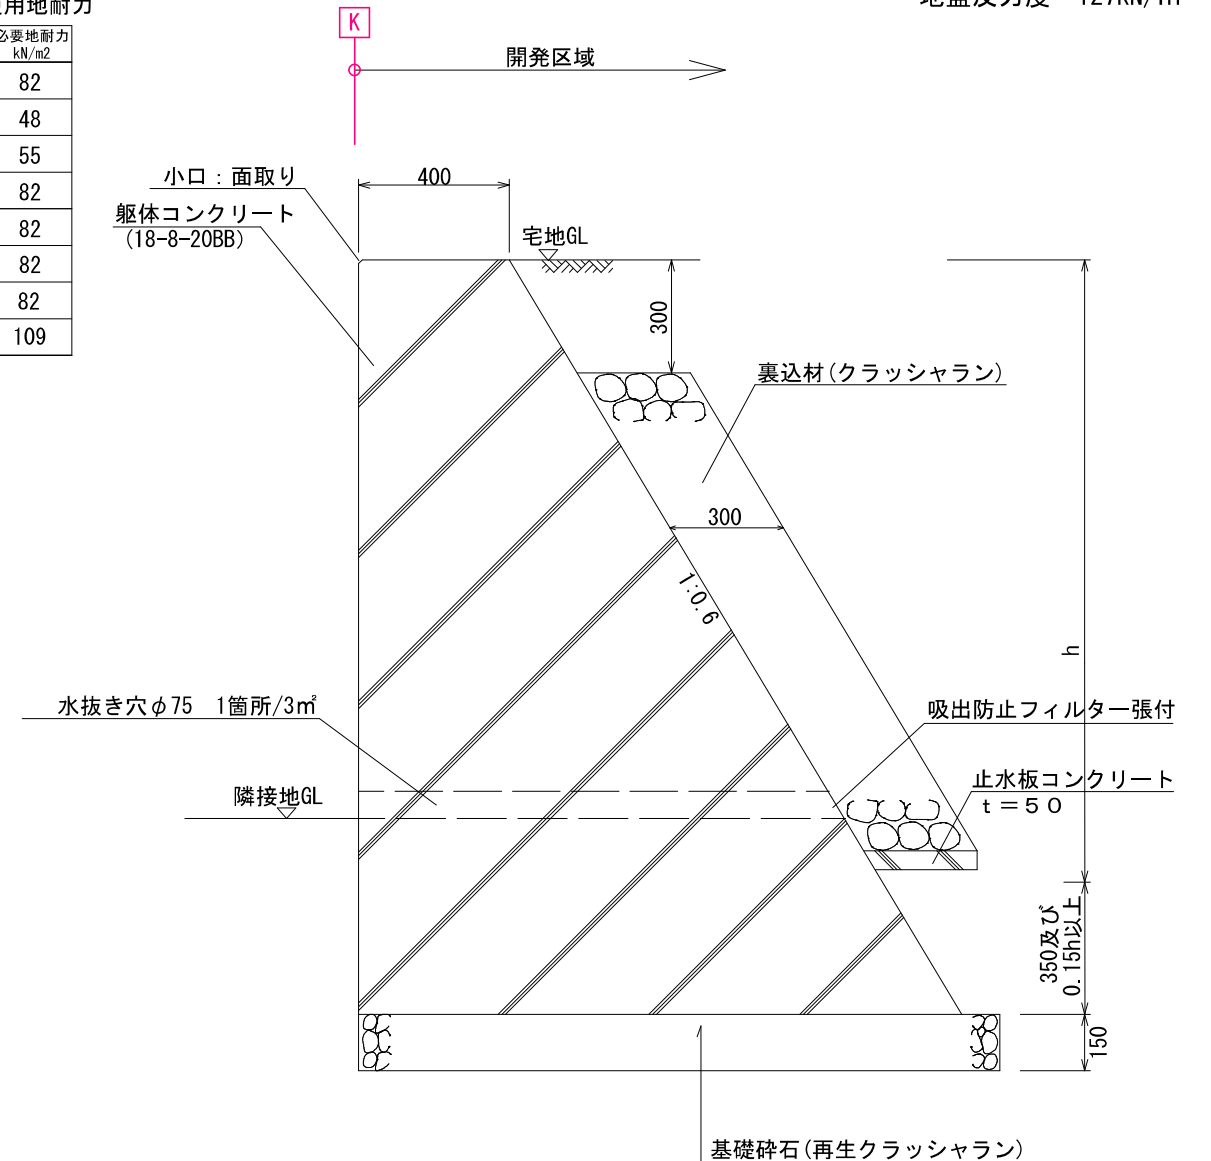 用地耐力
必要地耐力
kN/m2
82
48
55
82
82
82
82
109
K
開発区域
127kN/m
小口：面取り
400
躯体コンクリート
(18-8-20BB)
宅地GL
300
裏込材(クラッシャラン)
300
1:0.6
h
水抜き穴φ75 1箇所/3㎡
吸出防止フィルター張付
隣接地GL
止水板コンクリート
t＝50
350及び
0.15h以上
150
基礎砕石(再生クラッシャラン)